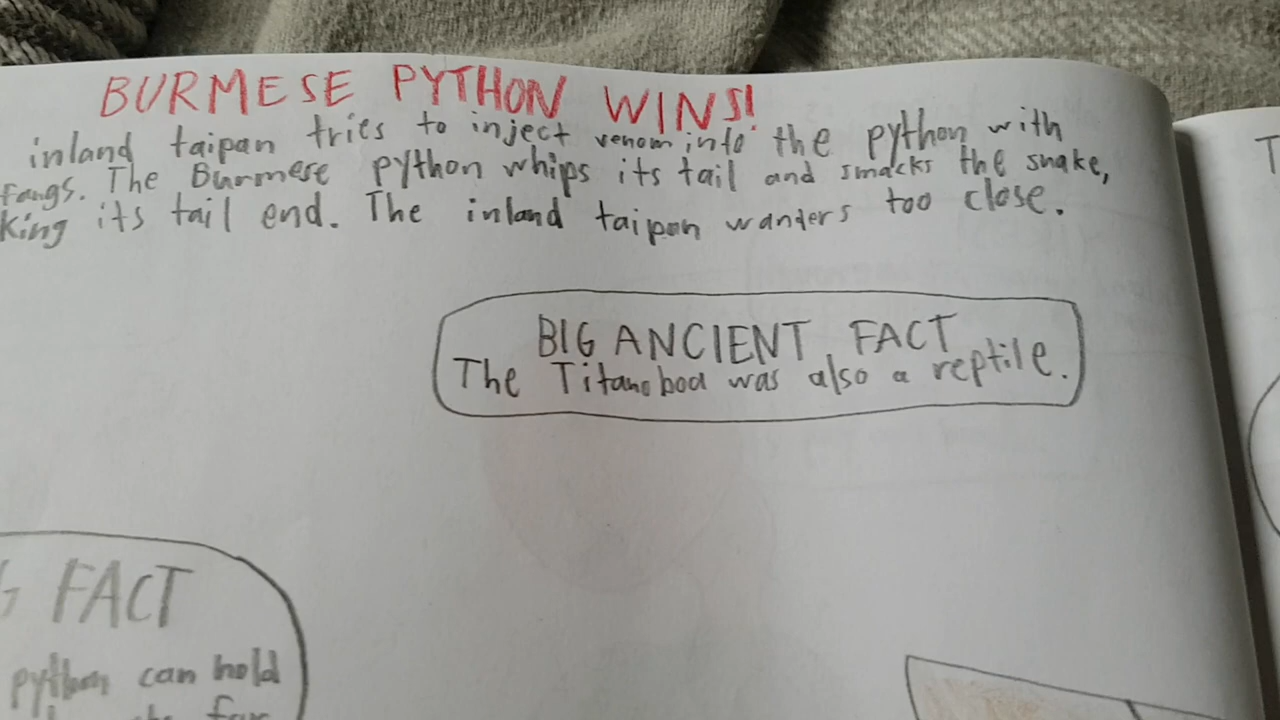 BURMESE PYTHON WINS!
inland taipan tries to inject venom into the python with
fangs. The Burmese python whips its tail and smacks the snake,
king its tail end. The inland taipan wanders too close.
BIG ANCIENT FACT
The Titanoboa was also a reptile.
FACT
python can hold
T